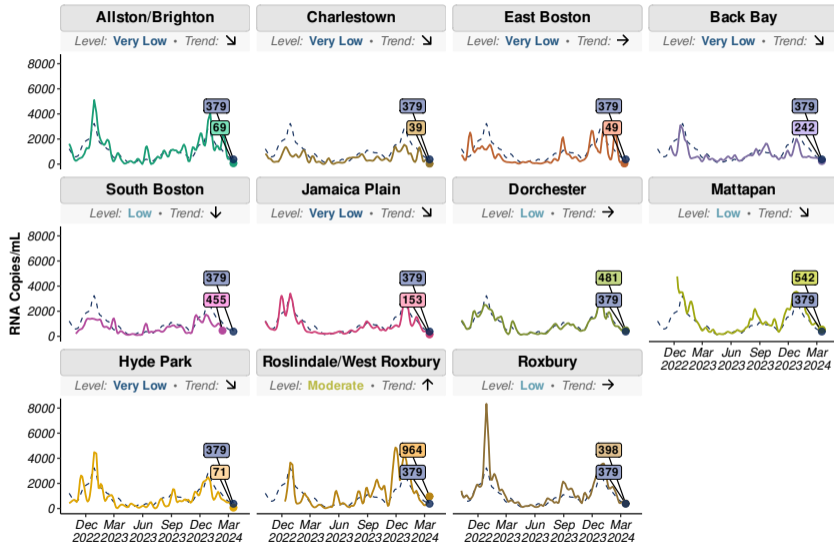 Allston/Brighton
Level: Very Low • Trend: ↘
Charlestown
Level: Very Low • Trend: ↘
East Boston
Level: Very Low • Trend: →
Back Bay
Level: Very Low • Trend: ↘
8000
6000
4000
2000
0
379
69
379
39
379
49
379
242
South Boston
Level: Low • Trend: ↓
Jamaica Plain
Level: Very Low • Trend: ↘
Dorchester
Level: Low • Trend: →
Mattapan
Level: Low • Trend: ↘
RNA Copies/mL
8000
6000
4000
2000
0
379
455
379
153
481
379
542
379
Dec 2022
Mar 2023
Jun 2023
Sep 2023
Dec 2023
Mar 2024
Hyde Park
Level: Very Low • Trend: ↘
Roslindale/West Roxbury
Level: Moderate • Trend: ↑
Roxbury
Level: Low • Trend: →
8000
6000
4000
2000
0
379
71
964
379
398
379
Dec 2022
Mar 2023
Jun 2023
Sep 2023
Dec 2023
Mar 2024
Dec 2022
Mar 2023
Jun 2023
Sep 2023
Dec 2023
Mar 2024
Dec 2022
Mar 2023
Jun 2023
Sep 2023
Dec 2023
Mar 2024